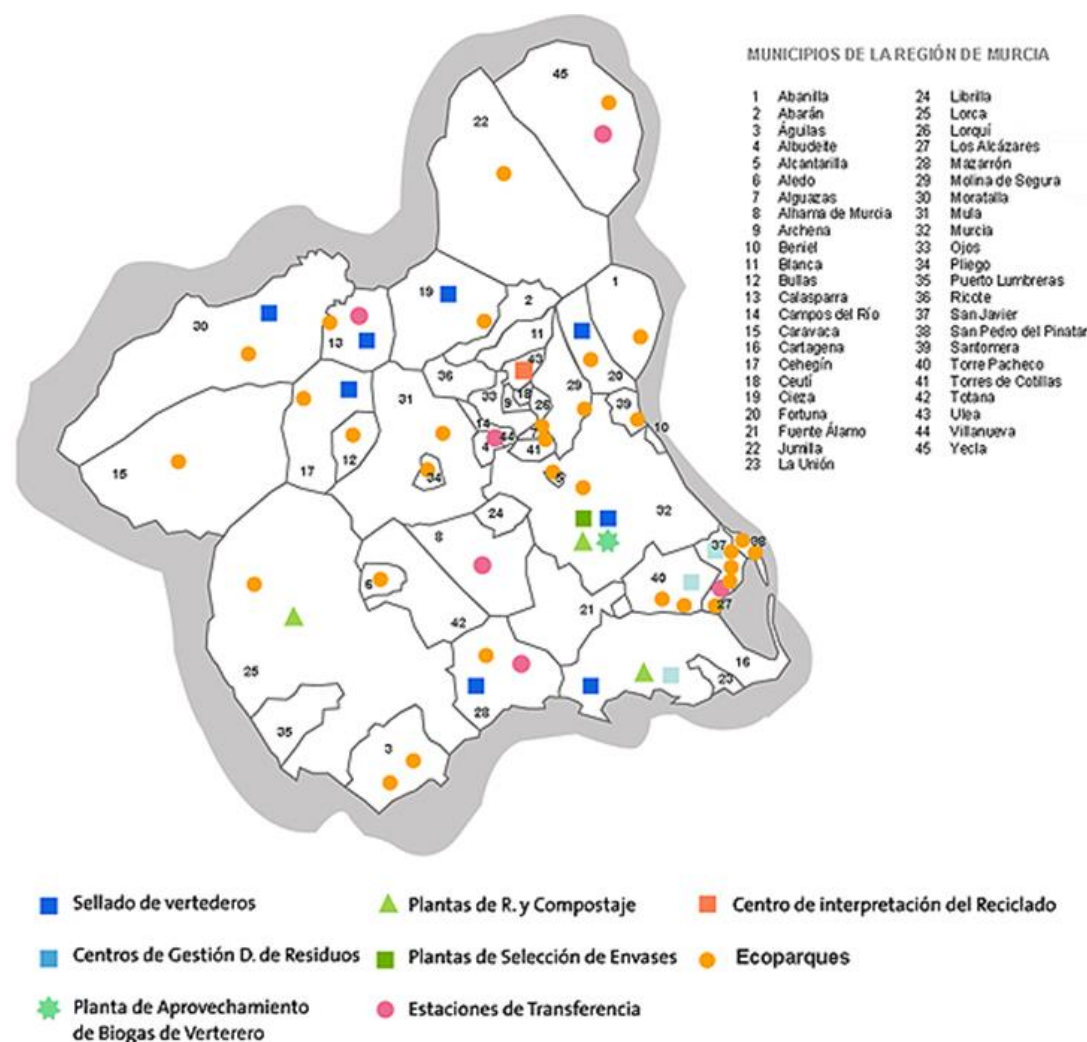 MUNICIPIOS DE LA REGIÓN DE MURCIA
1 Abanilla
2 Abarán
3 Águilas
4 Albudeite
5 Alcantarilla
6 Aledo
7 Alguazas
8 Alhama de Murcia
9 Archena
10 Beniel
11 Blanca
12 Bullas
13 Calasparra
14 Campos del Río
15 Caravaca
16 Cartagena
17 Cehegín
18 Ceutí
19 Cieza
20 Fortuna
21 Fuente Álamo
22 Jumilla
23 La Unión
24 Librilla
25 Lorca
26 Lorquí
27 Los Alcázares
28 Mazarrón
29 Molina de Segura
30 Moratalla
31 Mula
32 Murcia
33 Ojos
34 Pliego
35 Puerto Lumbreras
36 Ricote
37 San Javier
38 San Pedro del Pinatar
39 Santomera
40 Torre Pacheco
41 Torres de Cotillas
42 Totana
43 Ulea
44 Villanueva
45 Yecla
45
22
1
19
2
30
13
11
43
36
33
9
18
26
29
20
39
10
31
14
4
44
7
41
5
15
17
12
34
24
32
8
37
38
40
6
27
21
42
25
16
23
28
35
3
Sellado de vertederos
Plantas de R. y Compostaje
Centro de interpretación del Reciclado
Centros de Gestión D. de Residuos
Plantas de Selección de Envases
Ecoparques
Planta de Aprovechamiento
de Biogas de Verterero
Estaciones de Transferencia